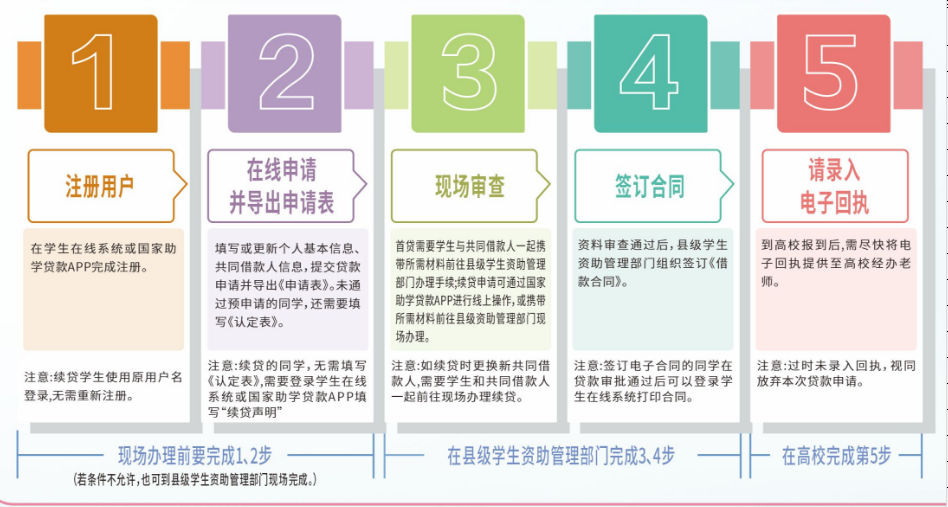 1
注册用户
在学生在线系统或国家助
学贷款APP完成注册。
注意:续贷学生使用原用户名
登录,无需重新注册。
2
在线申请
并导出申请表
填写或更新个人基本信息、
共同借款人信息，提交贷款
申请并导出《申请表》。未通
过预申请的同学，还需要填
写《认定表》。
注意:续贷的同学，无需填写
《认定表》,需要登录学生在线
系统或国家助学贷款APP填
写“续贷声明”
3
现场审查
首贷需要学生与共同借款人一起携
带所需材料前往县级学生资助管理
部门办理手续;续贷申请可通过国家
助学贷款APP进行线上操作，或携带
所需材料前往县级资助管理部门现
场办理。
注意:如续贷时更换新共同借
款人,需要学生和共同借款人
一起前往现场办理续贷。
4
签订合同
资料审查通过后，县级学生
资助管理部门组织签订《借
款合同》。
注意:签订电子合同的同学在
贷款审批通过后可以登录学
生在线系统打印合同。
5
请录入
电子回执
到高校报到后,需尽快将电
子回执提供至高校经办老
师。
注意:过时未录入回执，视同
放弃本次贷款申请。
现场办理前要完成1、2步
(若条件不允许,也可到县级学生资助管理部门现场完成。)
在县级学生资助管理部门完成3、4步
在高校完成第5步